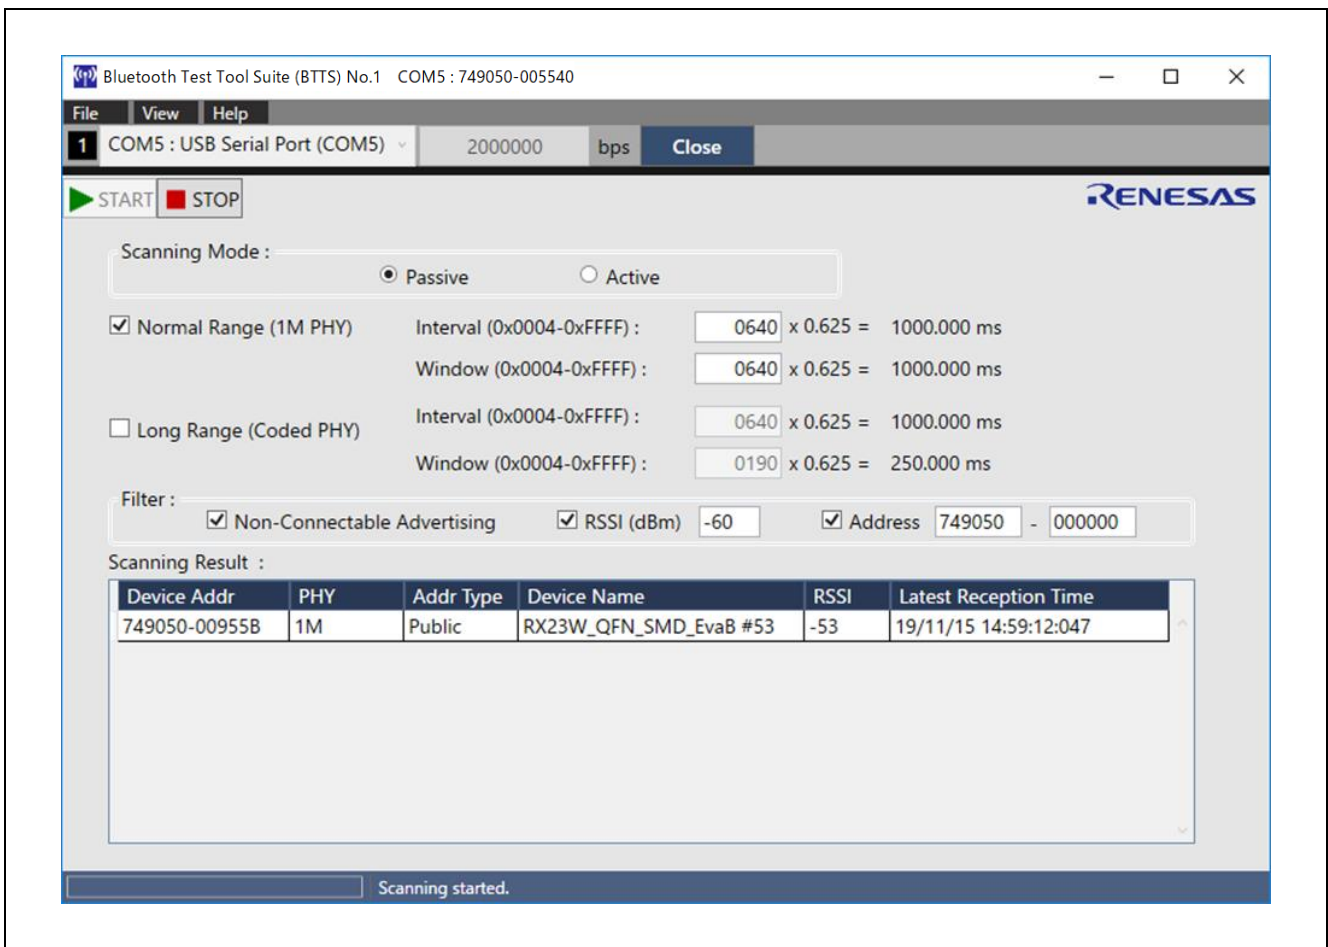 Bluetooth Test Tool Suite (BTTS) No.1 COM5 : 749050-005540
File View Help
1 COM5 : USB Serial Port (COM5) 2000000 bps Close
START STOP RENESAS
Scanning Mode :
Passive Active
Normal Range (1M PHY) Interval (0x0004-0xFFFF) : 0640 x 0.625 = 1000.000 ms
Window (0x0004-0xFFFF) : 0640 x 0.625 = 1000.000 ms
Long Range (Coded PHY) Interval (0x0004-0xFFFF) : 0640 x 0.625 = 1000.000 ms
Window (0x0004-0xFFFF) : 0190 x 0.625 = 250.000 ms
Filter :
Non-Connectable Advertising RSSI (dBm) -60 Address 749050 - 000000
Scanning Result :
Device Addr PHY Addr Type Device Name RSSI Latest Reception Time
749050-00955B 1M Public RX23W_QFN_SMD_EvaB #53 -53 19/11/15 14:59:12:047
Scanning started.